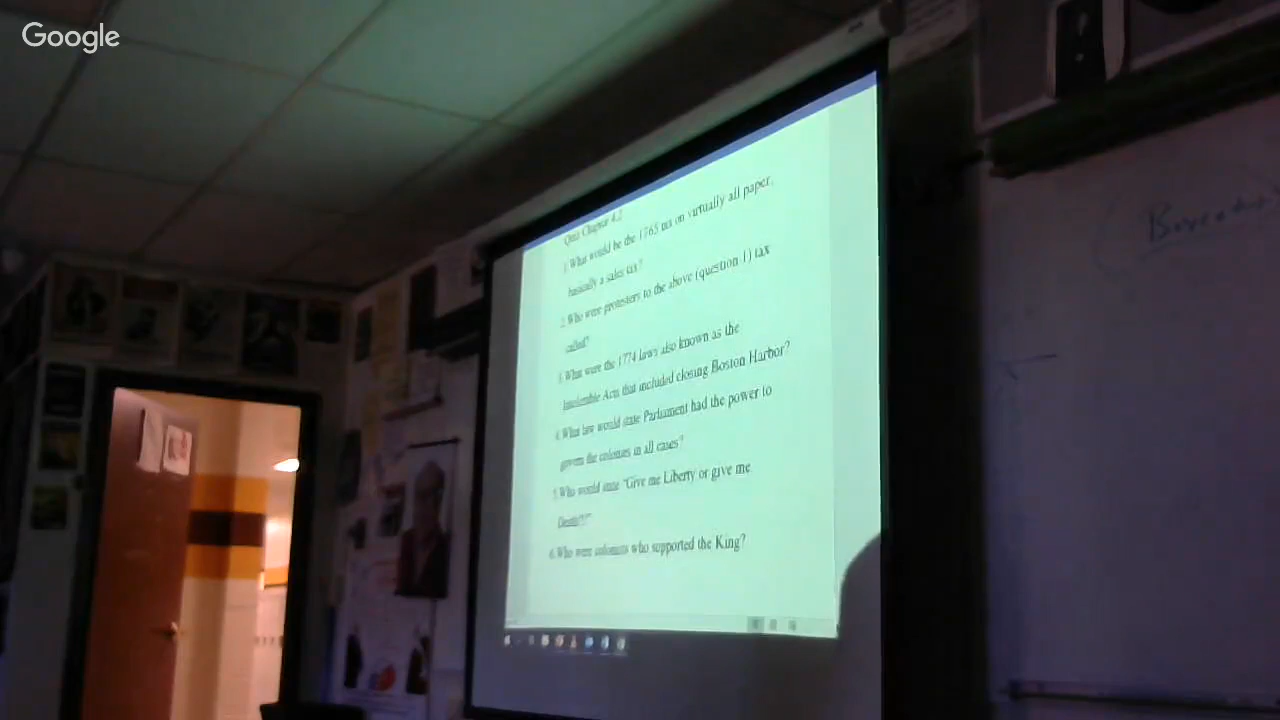 Google
Quiz Chapter 4.2
1. What would be the 1765 tax on virtually all paper,
basically a sales tax?
2. Who were protesters to the above (question 1) tax
called?
3. What were the 1774 laws also known as the
Intolerable Acts that included closing Boston Harbor?
4. What law would state Parliament had the power to
govern the colonies in all cases?
5. Who would state "Give me Liberty or give me
Death!"
6. Who were colonists who supported the King?